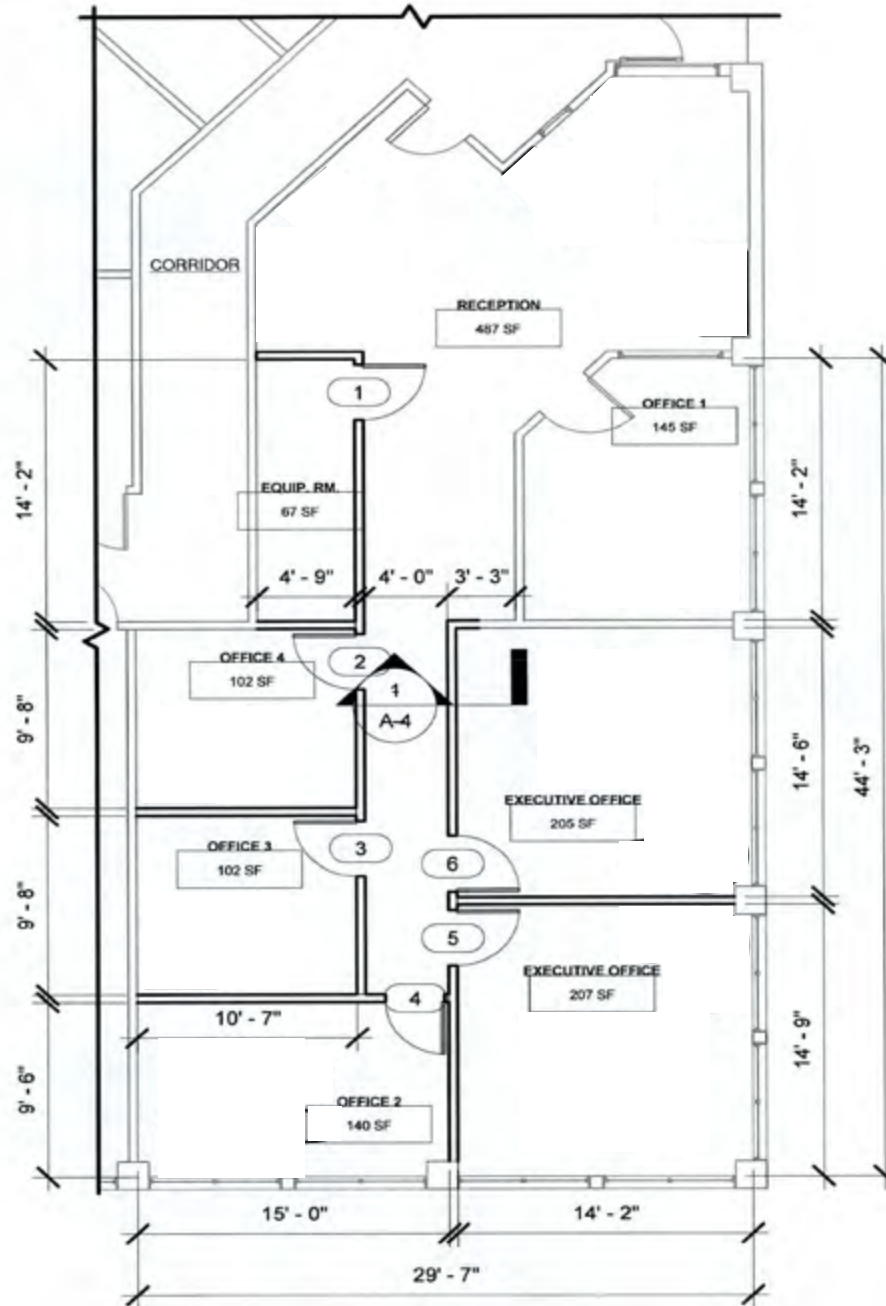 CORRIDOR
RECEPTION
487 SF
1
OFFICE 1
145 SF
14' - 2"
14' - 2"
EQUIP. RM.
67 SF
4' - 9"
4' - 0"
3' - 3"
OFFICE 4
102 SF
2
1
A-4
9' - 8"
14' - 6"
44' - 3"
EXECUTIVE OFFICE
205 SF
OFFICE 3
102 SF
3
6
9' - 8"
5
EXECUTIVE OFFICE
207 SF
4
10' - 7"
14' - 9"
9' - 6"
OFFICE 2
140 SF
15' - 0"
14' - 2"
29' - 7"